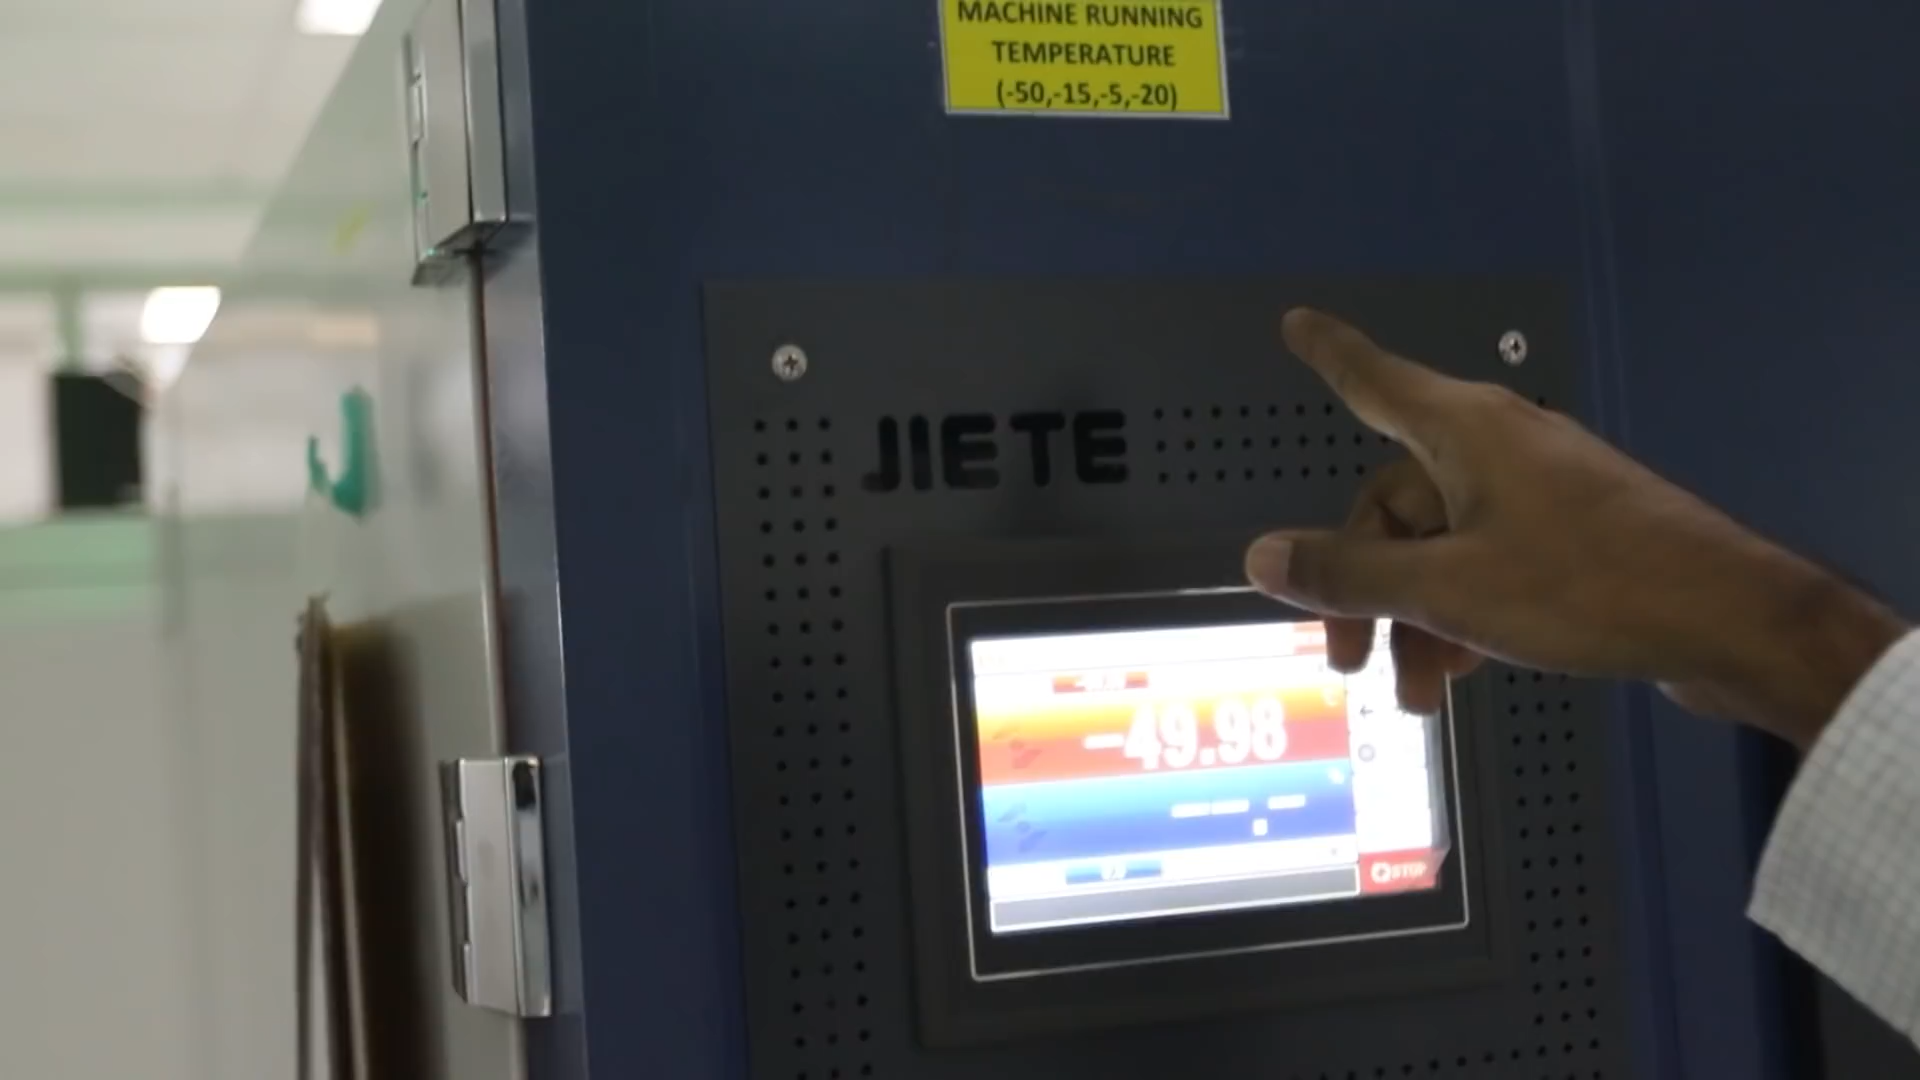 MACHINE RUNNING
TEMPERATURE
(-50,-15,-5,-20)
JIETE
-49.98
STOP